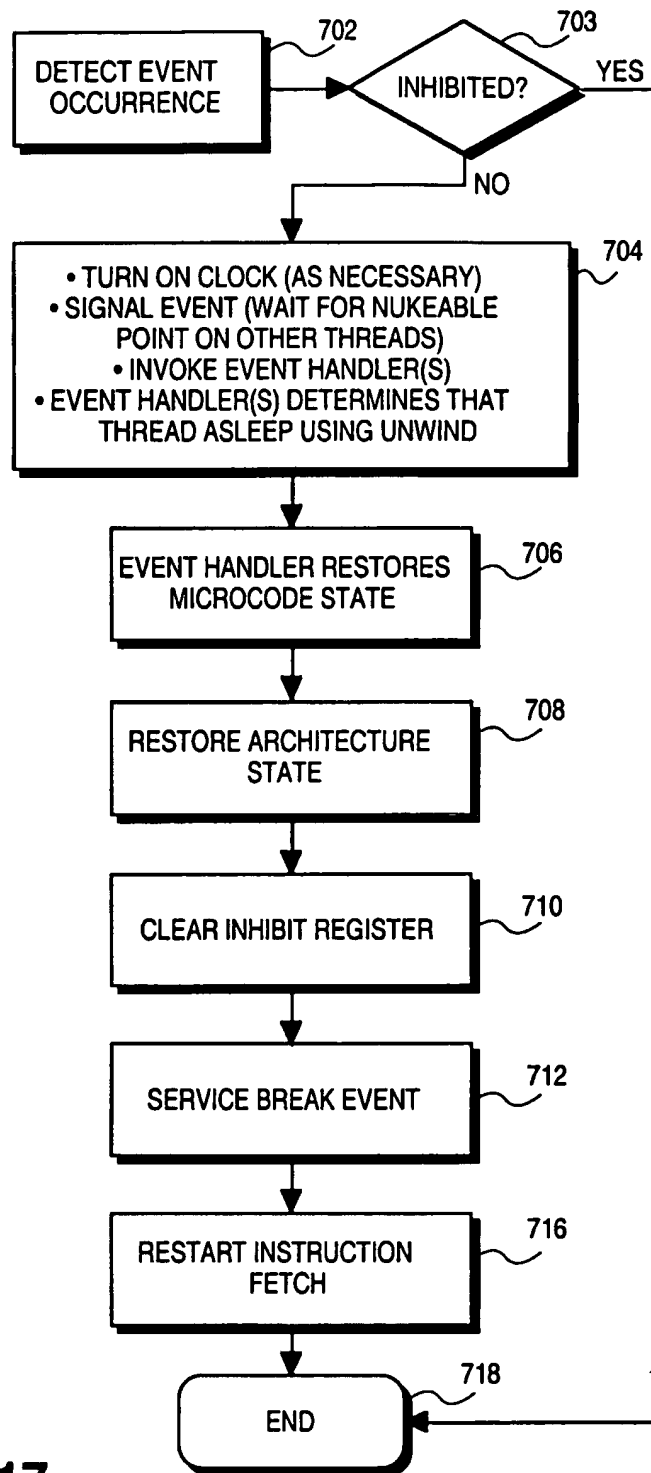 702
703
DETECT EVENT
OCCURRENCE
INHIBITED?
YES
NO
704
• TURN ON CLOCK (AS NECESSARY)
• SIGNAL EVENT (WAIT FOR NUKEABLE
POINT ON OTHER THREADS)
• INVOKE EVENT HANDLER(S)
• EVENT HANDLER(S) DETERMINES THAT
THREAD ASLEEP USING UNWIND
EVENT HANDLER RESTORES
MICROCODE STATE
706
RESTORE ARCHITECTURE
STATE
708
CLEAR INHIBIT REGISTER
710
SERVICE BREAK EVENT
712
RESTART INSTRUCTION
FETCH
716
END
718